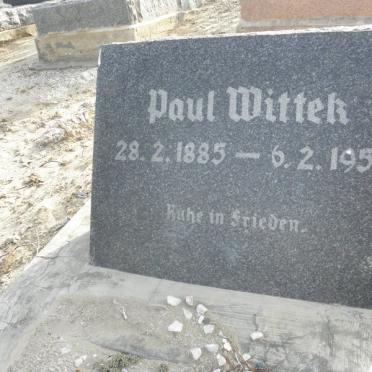 Paul Wittek
28. 2. 1885 — 6. 2. 195
Ruhe in Frieden.